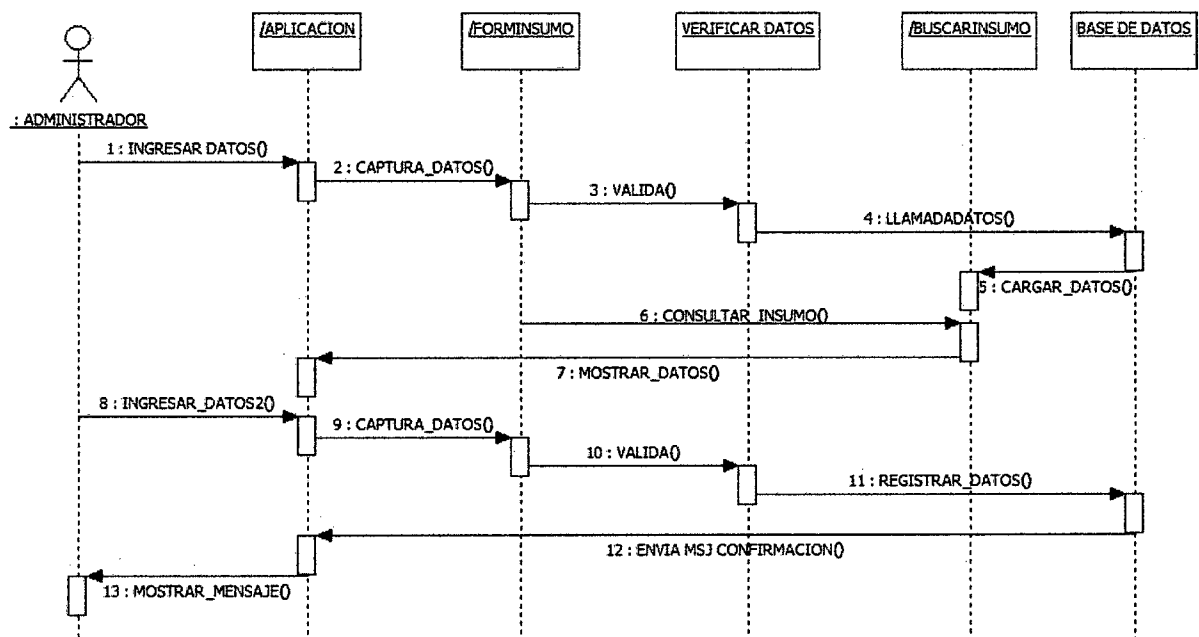 /APLICACION
/FORMINSUMO
VERIFICAR DATOS
/BUSCARINSUMO
BASE DE DATOS
: ADMINISTRADOR
1 : INGRESAR DATOS()
2 : CAPTURA_DATOS()
3 : VALIDA()
4 : LLAMADADATOS()
5 : CARGAR_DATOS()
6 : CONSULTAR_INSUMO()
7 : MOSTRAR_DATOS()
8 : INGRESAR_DATOS2()
9 : CAPTURA_DATOS()
10 : VALIDA()
11 : REGISTRAR_DATOS()
12 : ENVIA MSJ CONFIRMACION()
13 : MOSTRAR_MENSAJE()